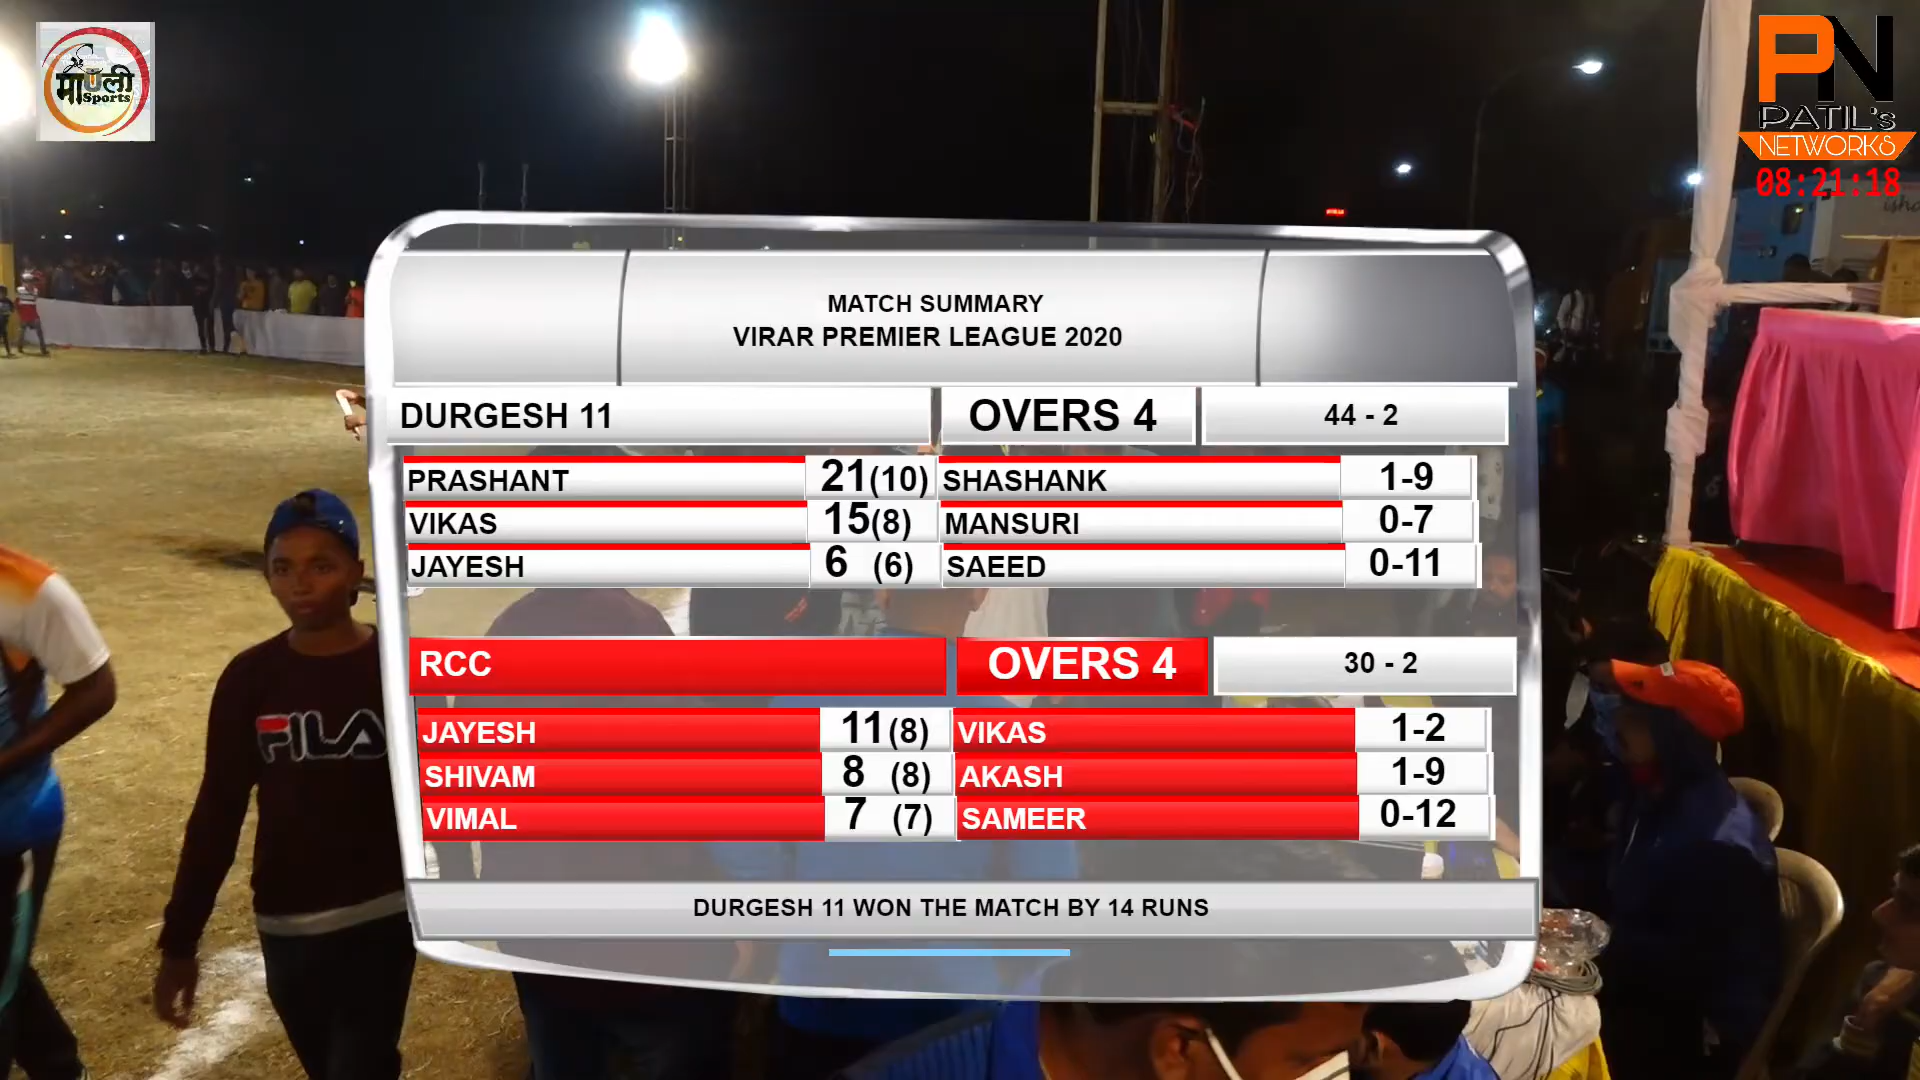 माऊली
Sports
PN
PATIL's
NETWORKS
08:21:18
MATCH SUMMARY
VIRAR PREMIER LEAGUE 2020
DURGESH 11 OVERS 4 44 - 2
PRASHANT 21(10) SHASHANK 1-9
VIKAS 15(8) MANSURI 0-7
JAYESH 6 (6) SAEED 0-11
RCC OVERS 4 30 - 2
JAYESH 11(8) VIKAS 1-2
SHIVAM 8 (8) AKASH 1-9
VIMAL 7 (7) SAMEER 0-12
DURGESH 11 WON THE MATCH BY 14 RUNS
FILA